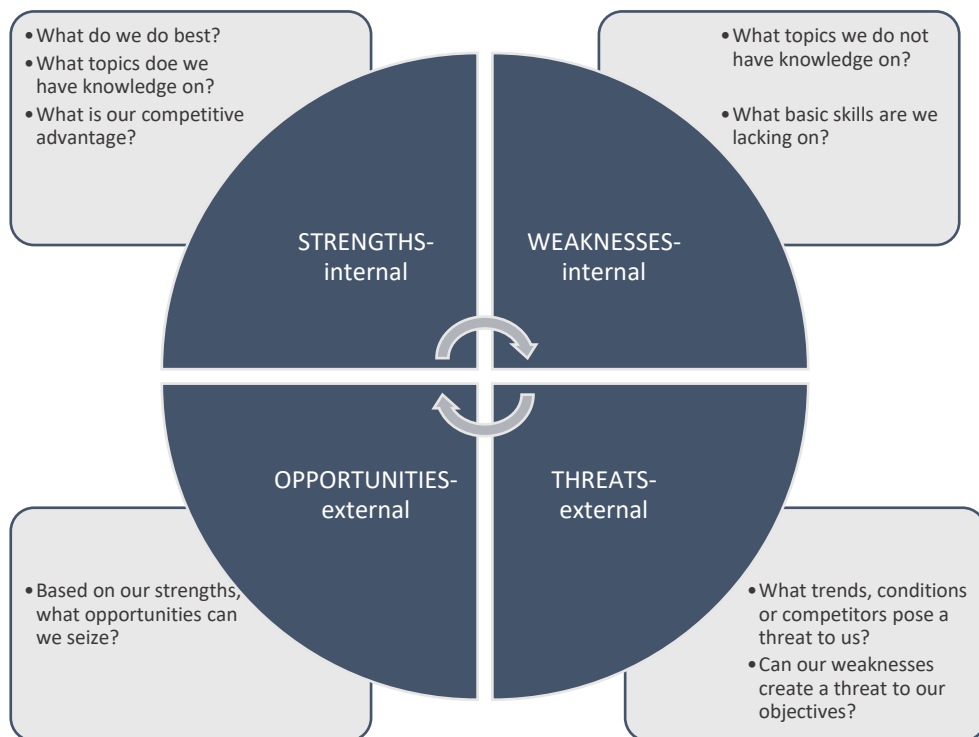 •What do we do best?
•What topics doe we
have knowledge on?
•What is our competitive
advantage?
•What topics we do not
have knowledge on?
•What basic skills are we
lacking on?
STRENGTHS-
internal
WEAKNESSES-
internal
OPPORTUNITIES-
external
THREATS-
external
•Based on our strengths,
what opportunities can
we seize?
•What trends, conditions
or competitors pose a
threat to us?
•Can our weaknesses
create a threat to our
objectives?